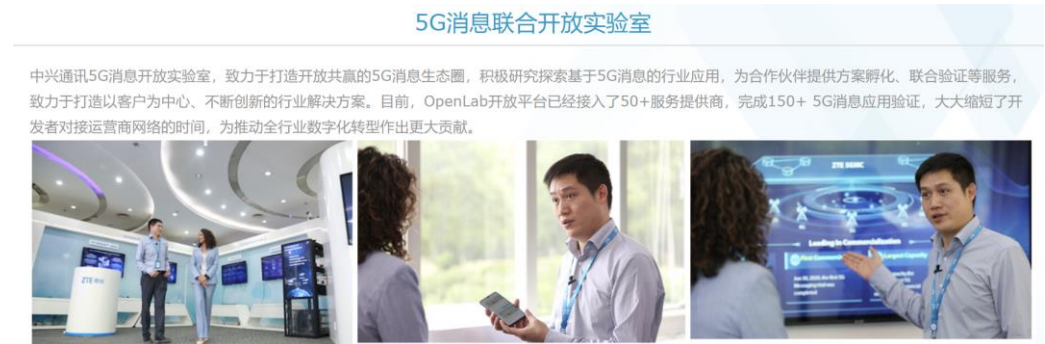 5G消息联合开放实验室
中兴通讯5G消息开放实验室，致力于打造开放共赢的5G消息生态圈，积极研究探索基于5G消息的行业应用，为合作伙伴提供方案孵化、联合验证等服务，
致力于打造以客户为中心、不断创新的行业解决方案。目前，OpenLab开放平台已经接入了50+服务提供商，完成150+ 5G消息应用验证，大大缩短了开
发者对接运营商网络的时间，为推动全行业数字化转型作出更大贡献。
ZTE中兴
ZTE 5GMC
Leading in Commercialization
Largest Capacity
Messaging trial was
completed